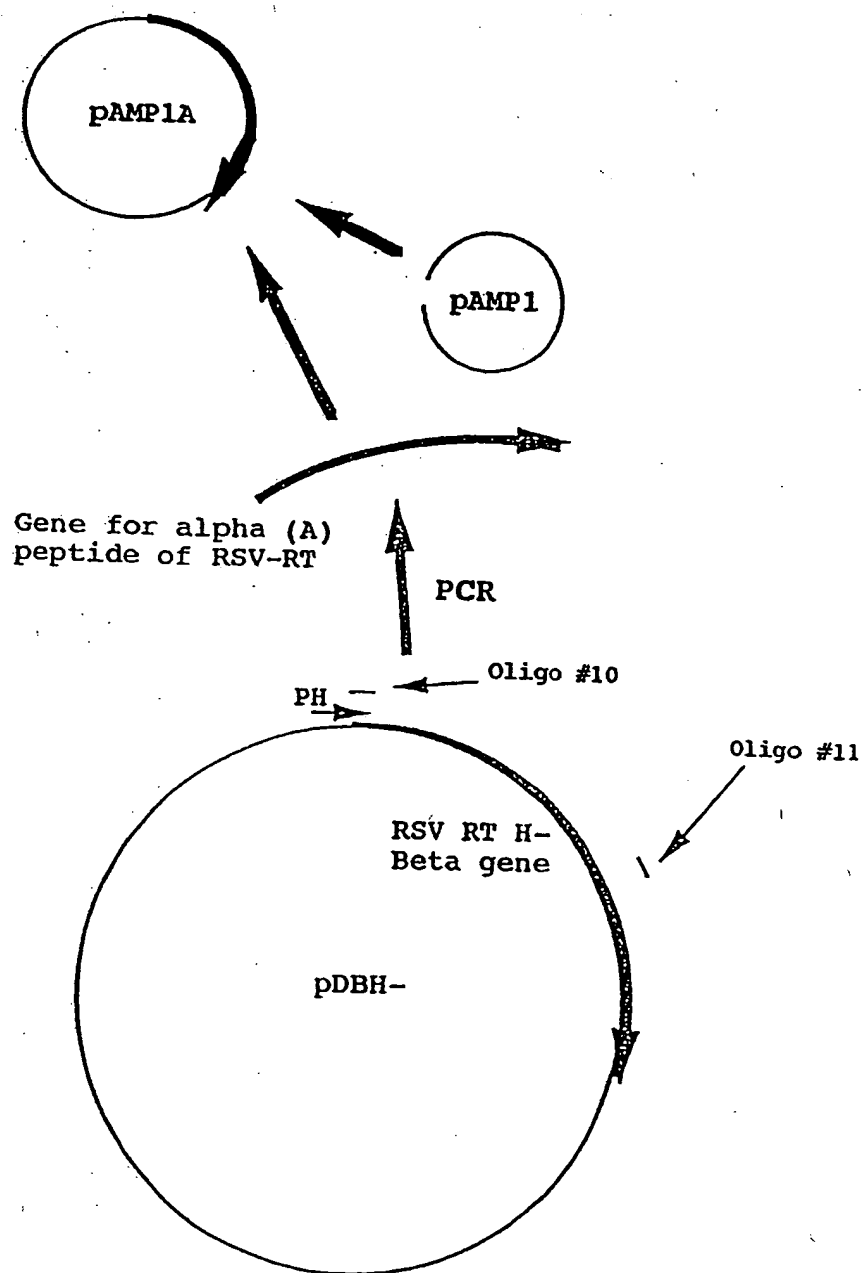 pAMP1A
pAMP1
Gene for alpha (A)
peptide of RSV-RT
PCR
Oligo #10
PH
Oligo #11
RSV RT H-
Beta gene
pDBH-